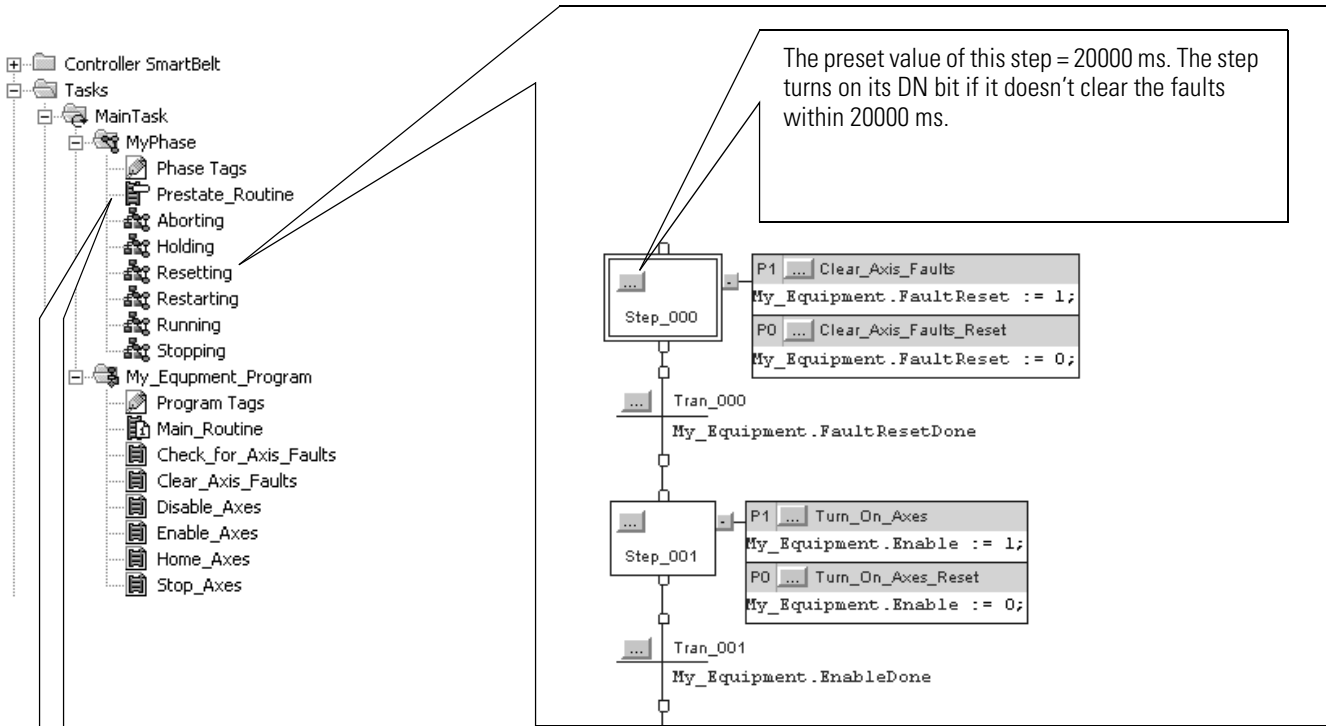 Controller SmartBelt
Tasks
MainTask
MyPhase
Phase Tags
Prestate_Routine
Aborting
Holding
Resetting
Restarting
Running
Stopping
My_Equpment_Program
Program Tags
Main_Routine
Check_for_Axis_Faults
Clear_Axis_Faults
Disable_Axes
Enable_Axes
Home_Axes
Stop_Axes
The preset value of this step = 20000 ms. The step
turns on its DN bit if it doesn't clear the faults
within 20000 ms.
...
Step_000
P1 ... Clear_Axis_Faults
My_Equipment.FaultReset := 1;
P0 ... Clear_Axis_Faults_Reset
My_Equipment.FaultReset := 0;
... Tran_000
My_Equipment.FaultResetDone
...
Step_001
P1 ... Turn_On_Axes
My_Equipment.Enable := 1;
P0 ... Turn_On_Axes_Reset
My_Equipment.Enable := 0;
... Tran_001
My_Equipment.EnableDone